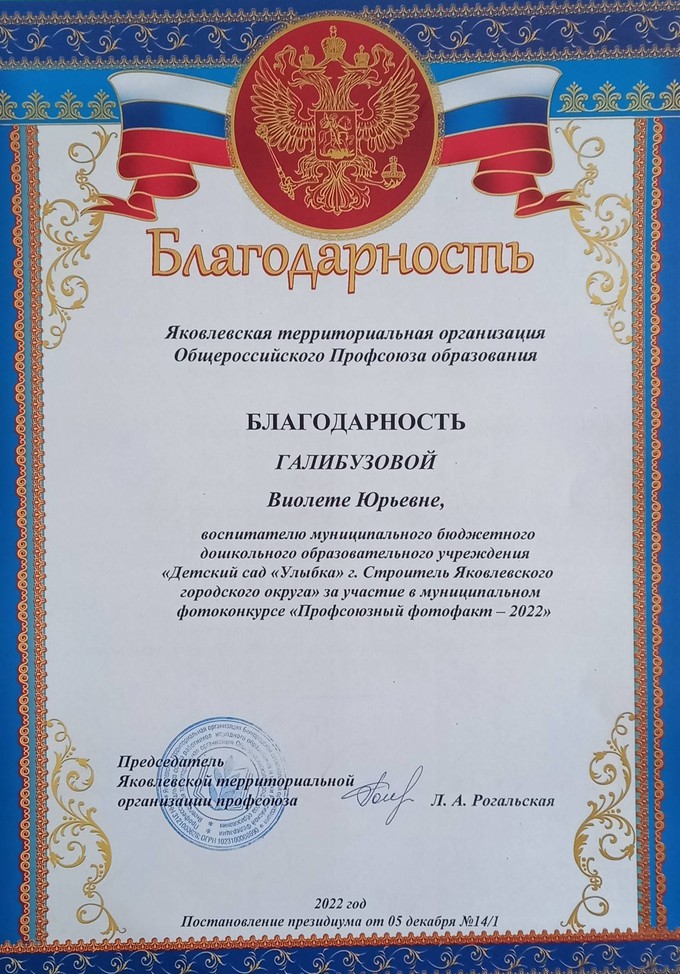 Благодарность
Яковлевская территориальная организация
Общероссийского Профсоюза образования
БЛАГОДАРНОСТЬ
ГАЛИБУЗОВОЙ
Виолете Юрьевне,
воспитателю муниципального бюджетного
дошкольного образовательного учреждения
«Детский сад «Улыбка» г. Строитель Яковлевского
городского округа» за участие в муниципальном
фотоконкурсе «Профсоюзный фотофакт – 2022»
Председатель
Яковлевской территориальной
организации профсоюза
Л. А. Рогальская
2022 год
Постановление президиума от 05 декабря №14/1